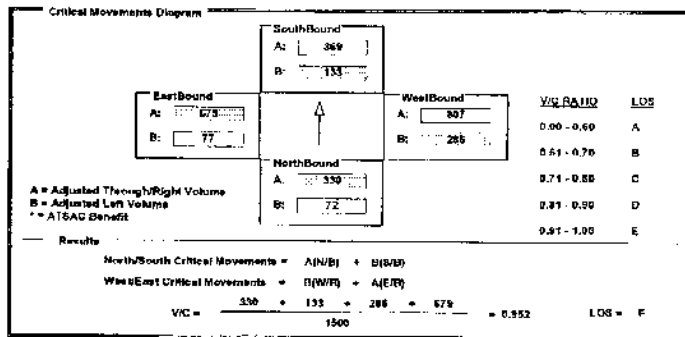 Critical Movements Diagram
SouthBound
A: 369
B: 133
EastBound
A: 679
B: 77
WestBound
A: 807
B: 286
NorthBound
A: 330
B: 72
V/C RATIO LOS
0.00 - 0.60 A
0.61 - 0.70 B
0.71 - 0.80 C
0.81 - 0.90 D
0.91 - 1.00 E
A = Adjusted Through/Right Volume
B = Adjusted Left Volume
* = ATSAC Benefit
Results
North/South Critical Movements = A(N/B) + B(S/B)
West/East Critical Movements = B(W/B) + A(E/B)
V/C = 330 + 133 + 286 + 679 / 1500 = 0.952 LOS = E